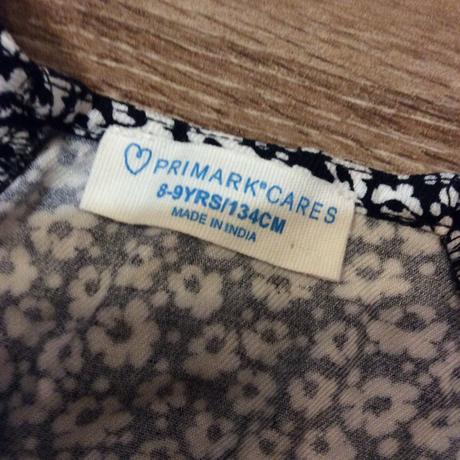 PRIMARK® CARES
8-9YRS/134CM
MADE IN INDIA